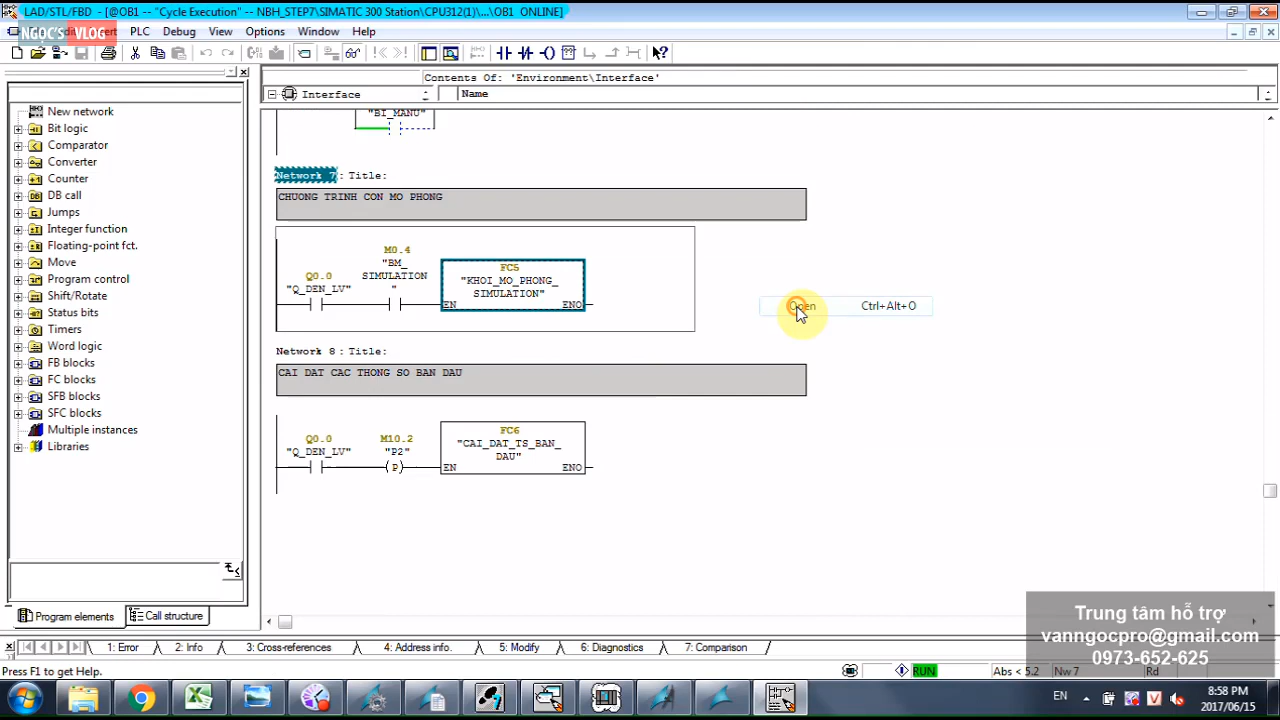 LAD/STL/FBD - [@OB1 -- "Cycle Execution" -- NBH_STEP7\SIMATIC 300 Station\CPU312(1)\...\OB1 ONLINE]
NGỌC'S VLOG
PLC Debug View Options Window Help
Contents Of: 'Environment\Interface'
Interface Name
New network
Bit logic
Comparator
Converter
Counter
DB call
Jumps
Integer function
Floating-point fct.
Move
Program control
Shift/Rotate
Status bits
Timers
Word logic
FB blocks
FC blocks
SFB blocks
SFC blocks
Multiple instances
Libraries
Program elements Call structure
"BI_MANU"
Network 7: Title:
CHUONG TRINH CON MO PHONG
M0.4
"BM_
SIMULATION
"
Q0.0
"Q_DEN_LV"
FC5
"KHOI_MO_PHONG_
SIMULATION"
EN ENO
Open Ctrl+Alt+O
Network 8: Title:
CAI DAT CAC THONG SO BAN DAU
Q0.0
"Q_DEN_LV"
M10.2
"P2"
P
FC6
"CAI_DAT_TS_BAN_
DAU"
EN ENO
Trung tâm hỗ trợ
vanngocpro@gmail.com
0973-652-625
1: Error 2: Info 3: Cross-references 4: Address info. 5: Modify 6: Diagnostics 7: Comparison
Press F1 to get Help. RUN Abs < 5.2 Nw 7 Rd
EN 8:58 PM
2017/06/15